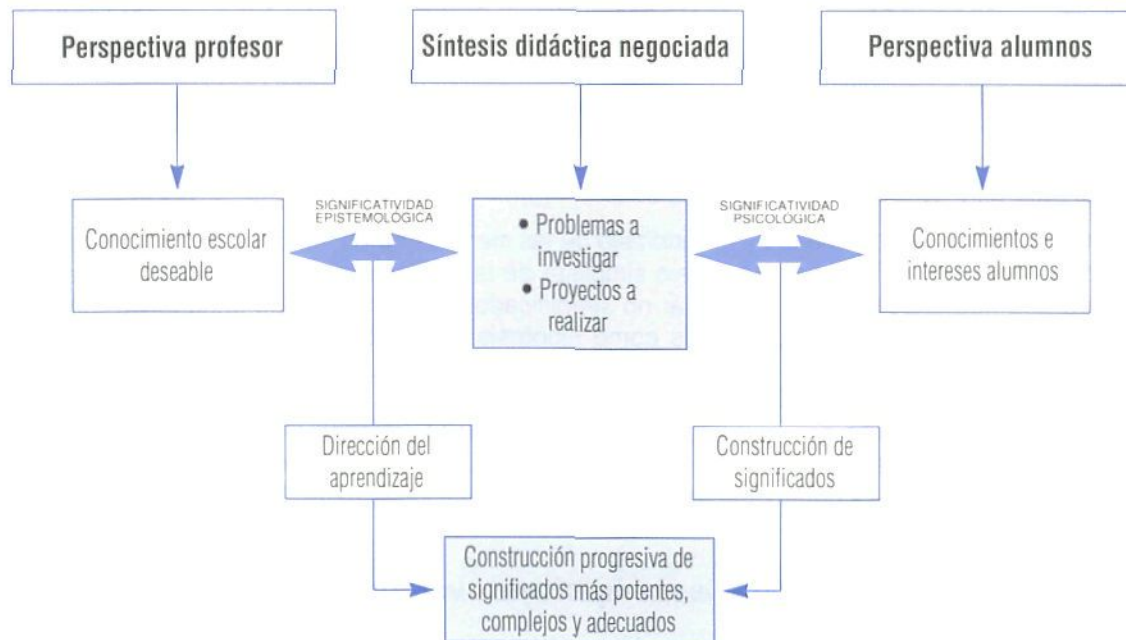 Perspectiva profesor
Síntesis didáctica negociada
Perspectiva alumnos
SIGNIFICATIVIDAD
EPISTEMOLÓGICA
SIGNIFICATIVIDAD
PSICOLÓGICA
Conocimiento escolar
deseable
• Problemas a
investigar
• Proyectos a
realizar
Conocimientos e
intereses alumnos
Dirección del
aprendizaje
Construcción de
significados
Construcción progresiva de
significados más potentes,
complejos y adecuados